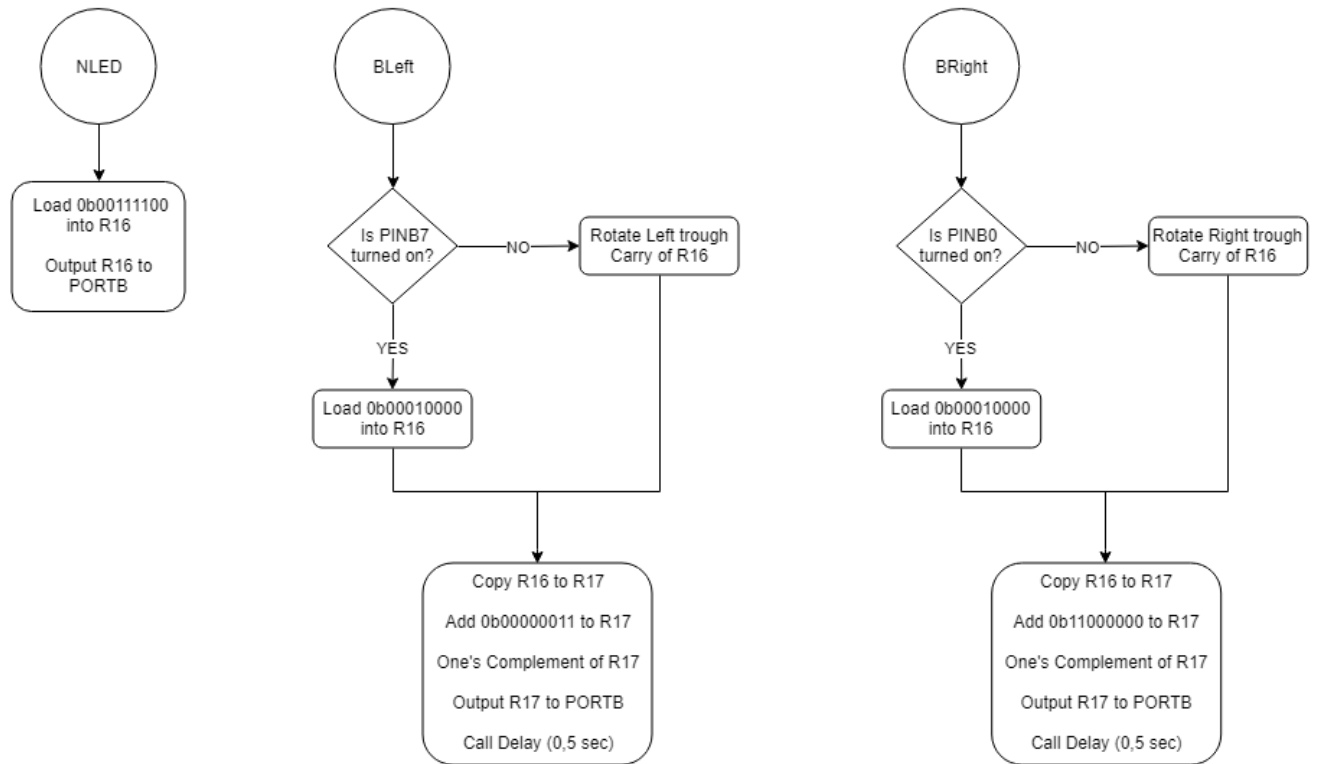 NLED
Load 0b00111100
into R16
Output R16 to
PORTB
BLeft
Is PINB7
turned on?
NO
Rotate Left trough
Carry of R16
YES
Load 0b00010000
into R16
Copy R16 to R17
Add 0b00000011 to R17
One's Complement of R17
Output R17 to PORTB
Call Delay (0,5 sec)
BRight
Is PINB0
turned on?
NO
Rotate Right trough
Carry of R16
YES
Load 0b00010000
into R16
Copy R16 to R17
Add 0b11000000 to R17
One's Complement of R17
Output R17 to PORTB
Call Delay (0,5 sec)